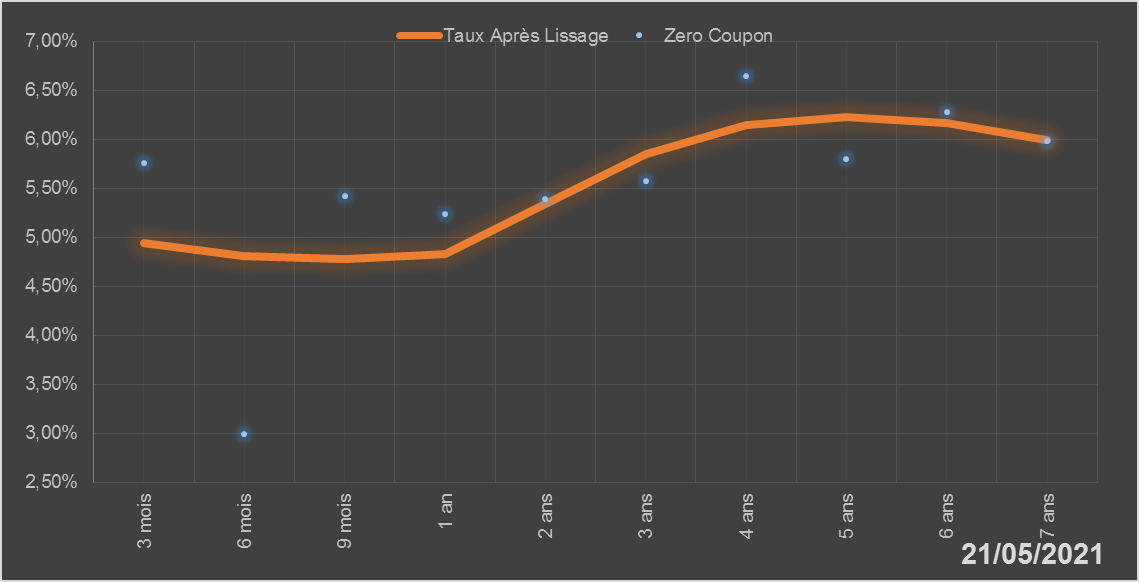 Taux Après Lissage Zero Coupon
7,00%
6,50%
6,00%
5,50%
5,00%
4,50%
4,00%
3,50%
3,00%
2,50%
3 mois
6 mois
9 mois
1 an
2 ans
3 ans
4 ans
5 ans
6 ans
7 ans
21/05/2021